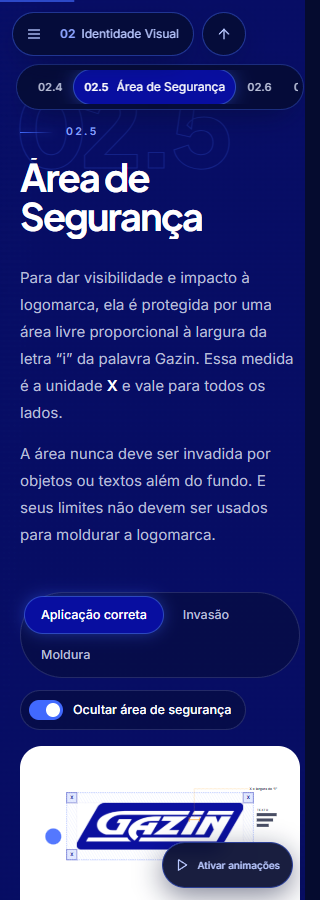 02 Identidade Visual
02.4
02.5 Área de Segurança
02.6
02.5
02.5
Área de
Segurança
Para dar visibilidade e impacto à
logomarca, ela é protegida por uma
área livre proporcional à largura da
letra “i” da palavra Gazin. Essa medida
é a unidade X e vale para todos os
lados.
A área nunca deve ser invadida por
objetos ou textos além do fundo. E
seus limites não devem ser usados
para moldurar a logomarca.
Aplicação correta
Invasão
Moldura
Ocultar área de segurança
X
X
TEXTO
GAZIN
X
Ativar animações